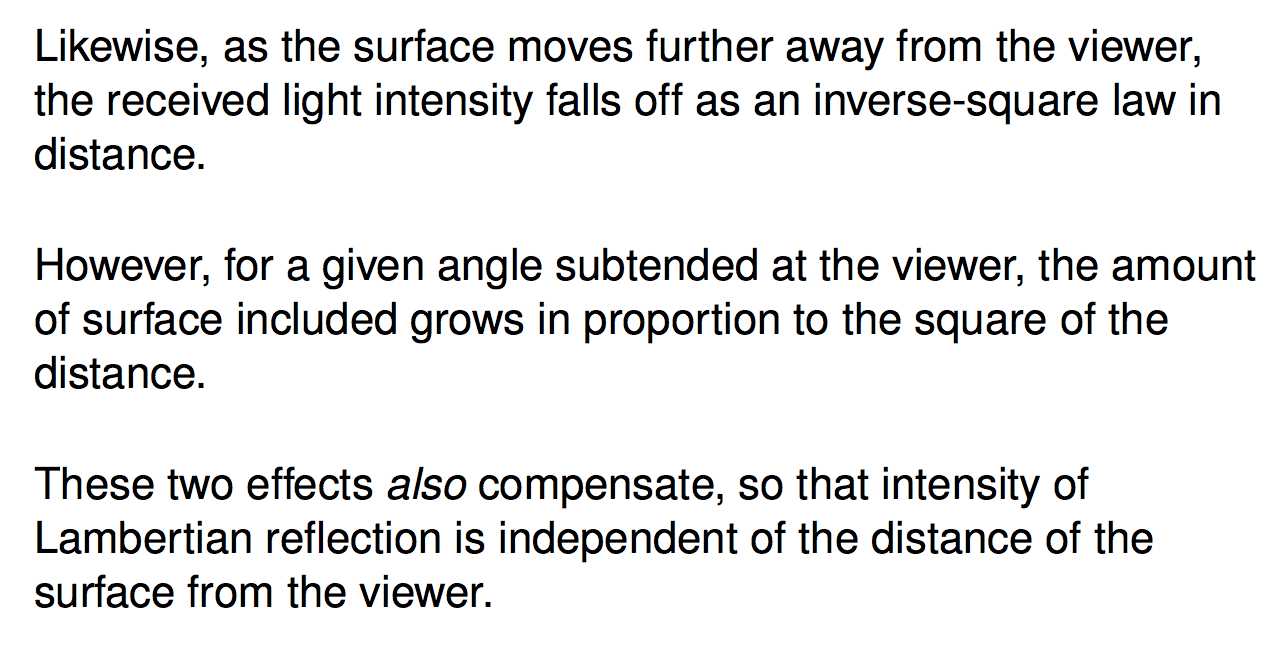 Likewise, as the surface moves further away from the viewer,
the received light intensity falls off as an inverse-square law in
distance.
However, for a given angle subtended at the viewer, the amount
of surface included grows in proportion to the square of the
distance.
These two effects also compensate, so that intensity of
Lambertian reflection is independent of the distance of the
surface from the viewer.